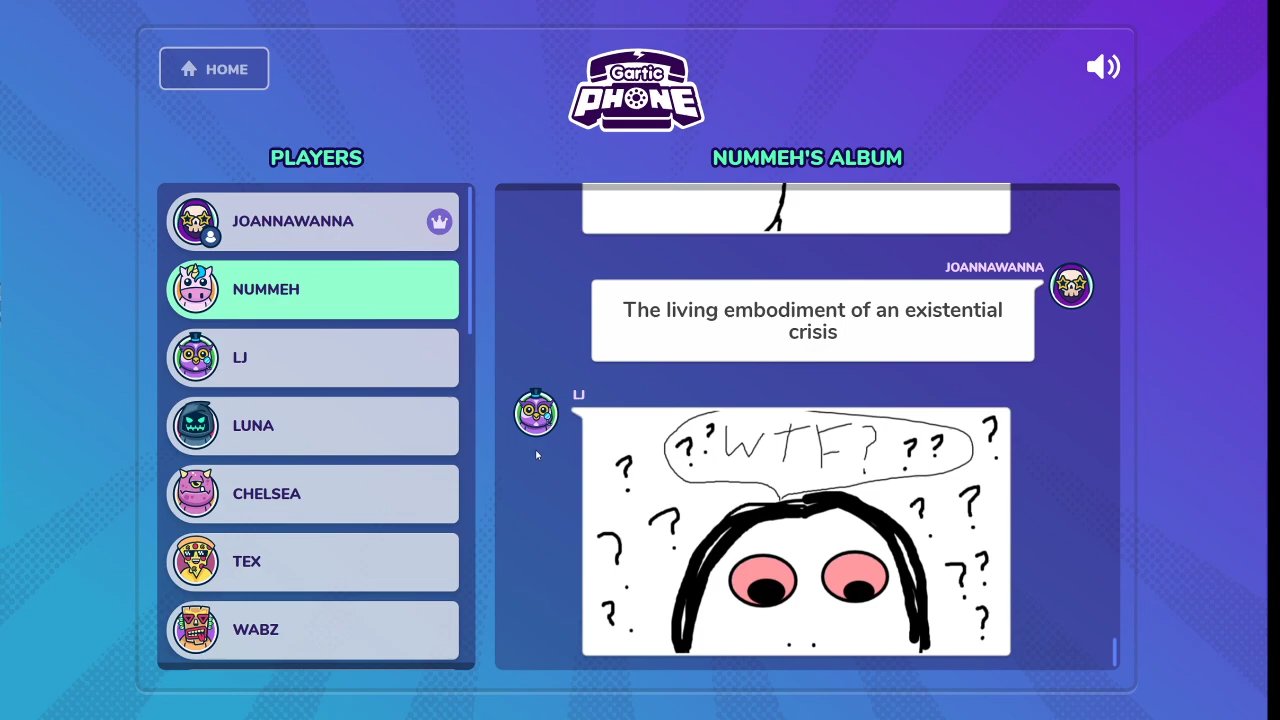 HOME
Gartic
PHONE
PLAYERS
NUMMEH'S ALBUM
JOANNAWANNA
NUMMEH
LJ
LUNA
CHELSEA
TEX
WABZ
JOANNAWANNA
The living embodiment of an existential
crisis
LJ
??WTF? ??